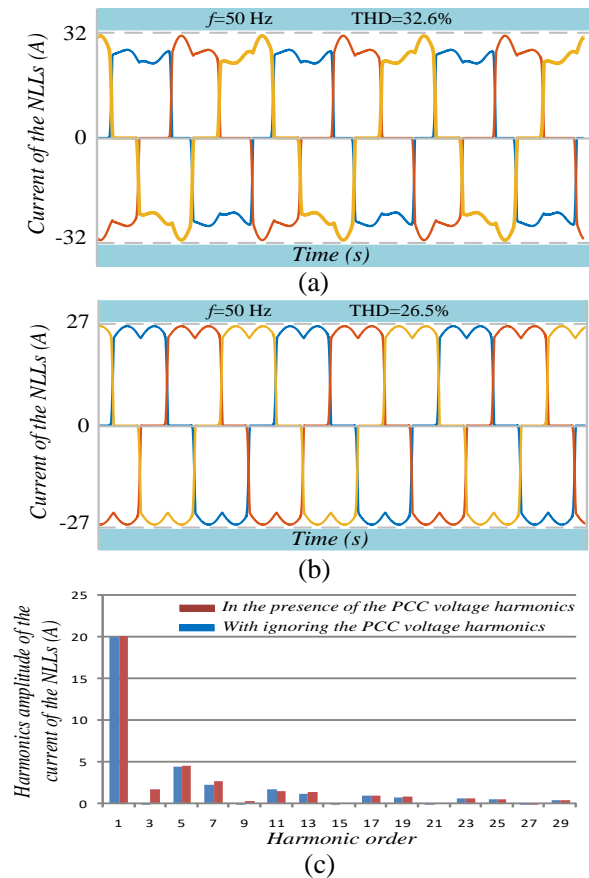 f=50 Hz THD=32.6%
32
0
-32
Current of the NLLs (A)
Time (s)
(a)
f=50 Hz THD=26.5%
27
0
-27
Current of the NLLs (A)
Time (s)
(b)
Harmonics amplitude of the
current of the NLLs (A)
25
20
15
10
5
0
In the presence of the PCC voltage harmonics
With ignoring the PCC voltage harmonics
1 3 5 7 9 11 13 15 17 19 21 23 25 27 29
Harmonic order
(c)